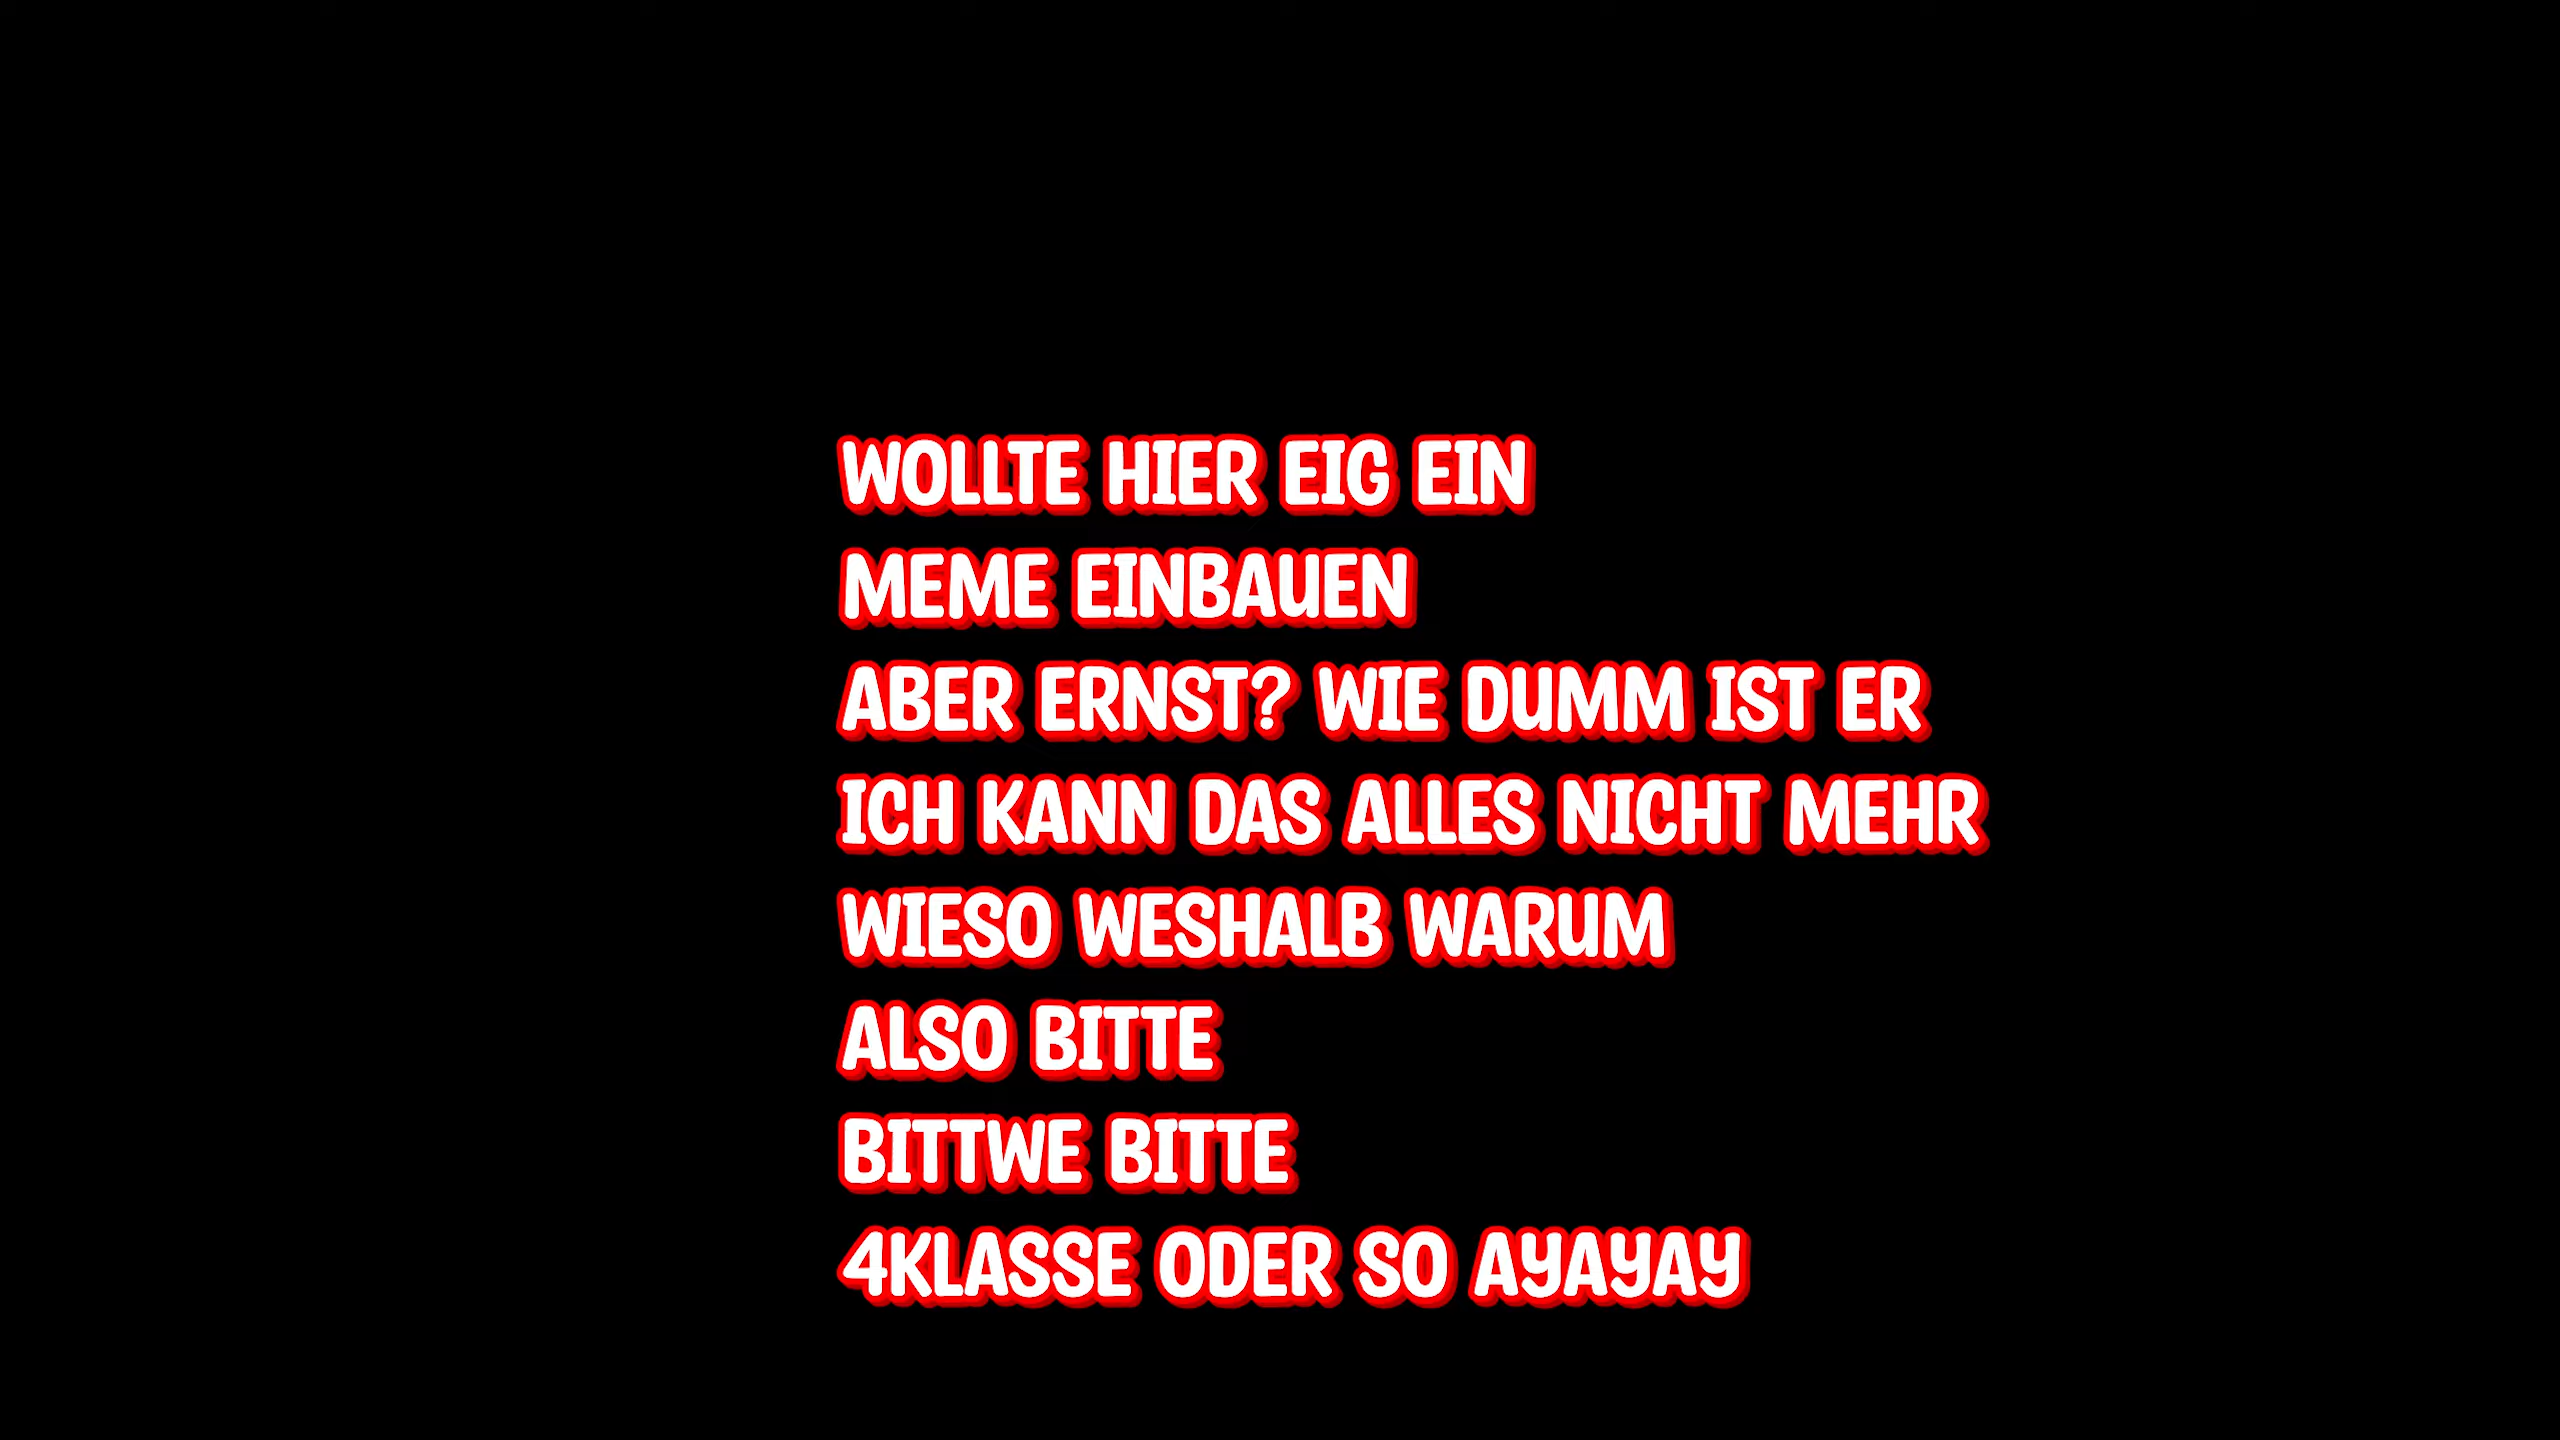 WOLLTE HIER EIG EIN
MEME EINBAUEN
ABER ERNST? WIE DUMM IST ER
ICH KANN DAS ALLES NICHT MEHR
WIESO WESHALB WARUM
ALSO BITTE
BITTWE BITTE
4KLASSE ODER SO AYAYAY